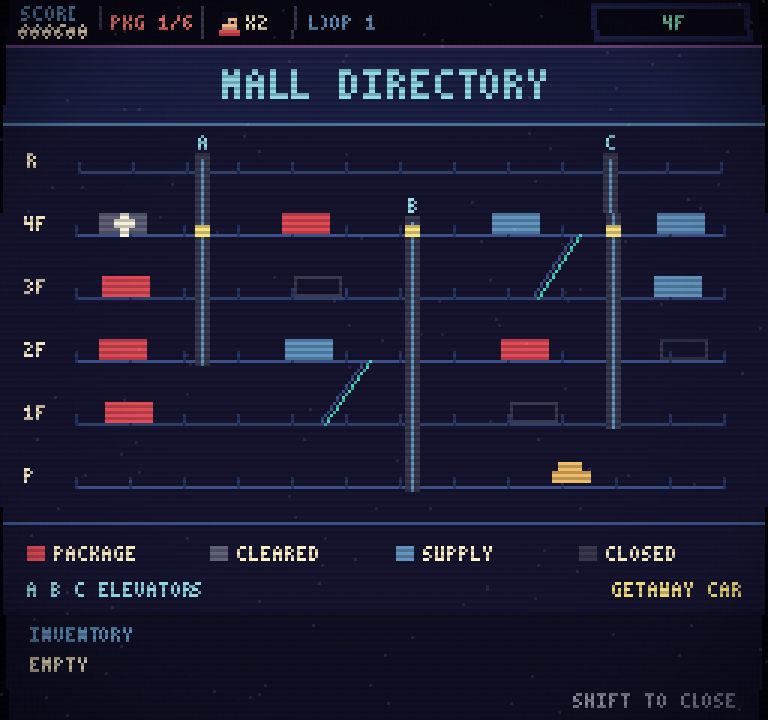 SCORE PKG 1/6 X2 LOOP 1 4F
000600
MALL DIRECTORY
A C
R
B
4F
3F
2F
1F
P
PACKAGE CLEARED SUPPLY CLOSED
A B C ELEVATORS GETAWAY CAR
INVENTORY
EMPTY
SHIFT TO CLOSE